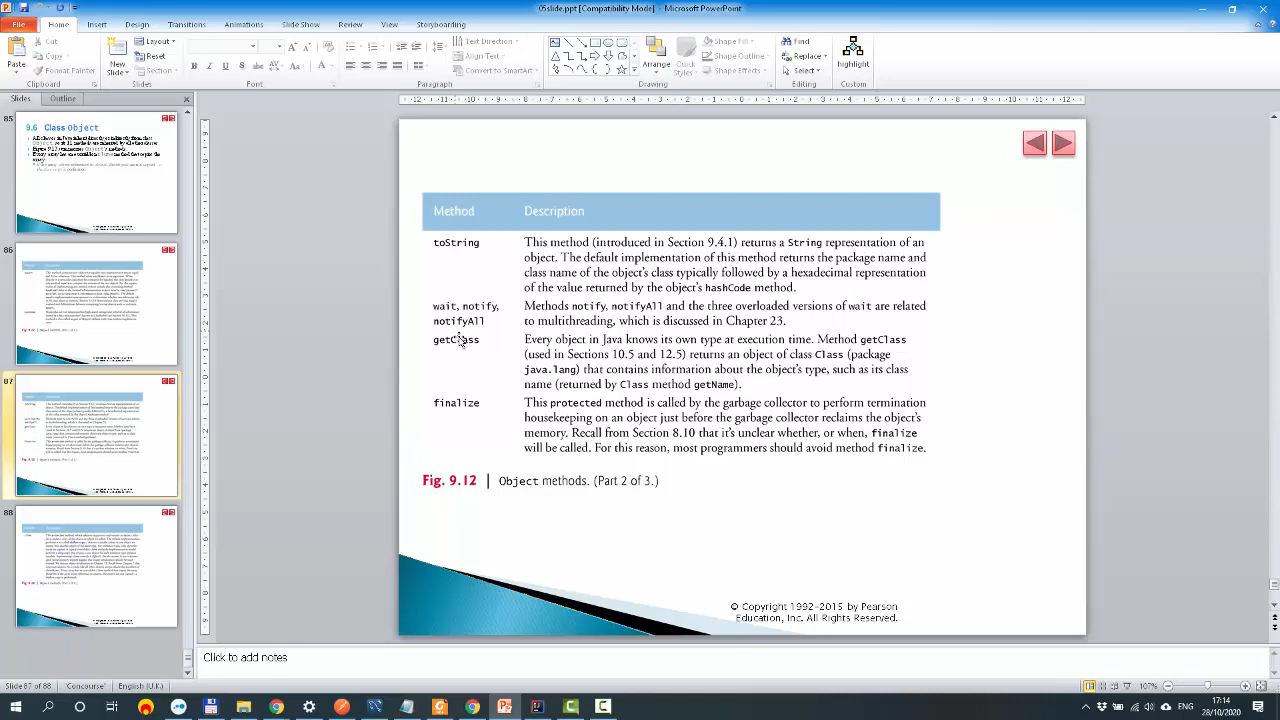 05slide.ppt [Compatibility Mode] - Microsoft PowerPoint
File Home Insert Design Transitions Animations Slide Show Review View Foxit PDF
Paste
Cut
Copy
Format Painter
Clipboard
New
Slide
Layout
Reset
Section
Slides
Font
Text Direction
Align Text
Convert to SmartArt
Paragraph
Arrange
Quick
Styles
Shape Fill
Shape Outline
Shape Effects
Drawing
Find
Replace
Select
Editing
highlight
Custom
Slides Outline
85
9.6 Class Object
86
87
88
Method Description
toString This method (introduced in Section 9.4.1) returns a String representation of an
object. The default implementation of this method returns the package name and
class name of the object's class typically followed by a hexadecimal representation
of the value returned by the object's hashCode method.
wait, notify, Methods notify, notifyAll and the three overloaded versions of wait are related
notifyAll to multithreading, which is discussed in Chapter 23.
getClass Every object in Java knows its own type at execution time. Method getClass
(used in Sections 10.5 and 12.5) returns an object of class Class (package
java.lang) that contains information about the object's type, such as its class
name (returned by Class method getName).
finalize This protected method is called by the garbage collector to perform termination
housekeeping on an object just before the garbage collector reclaims the object's
memory. Recall from Section 8.10 that it's unclear whether, or when, finalize
will be called. For this reason, most programmers should avoid method finalize.
Fig. 9.12 | Object methods. (Part 2 of 3.)
© Copyright 1992-2015 by Pearson
Education, Inc. All Rights Reserved.
Click to add notes
Slide 87 of 88 "Concourse" English (U.K.) 107%
ENG
17:14
28/10/2020